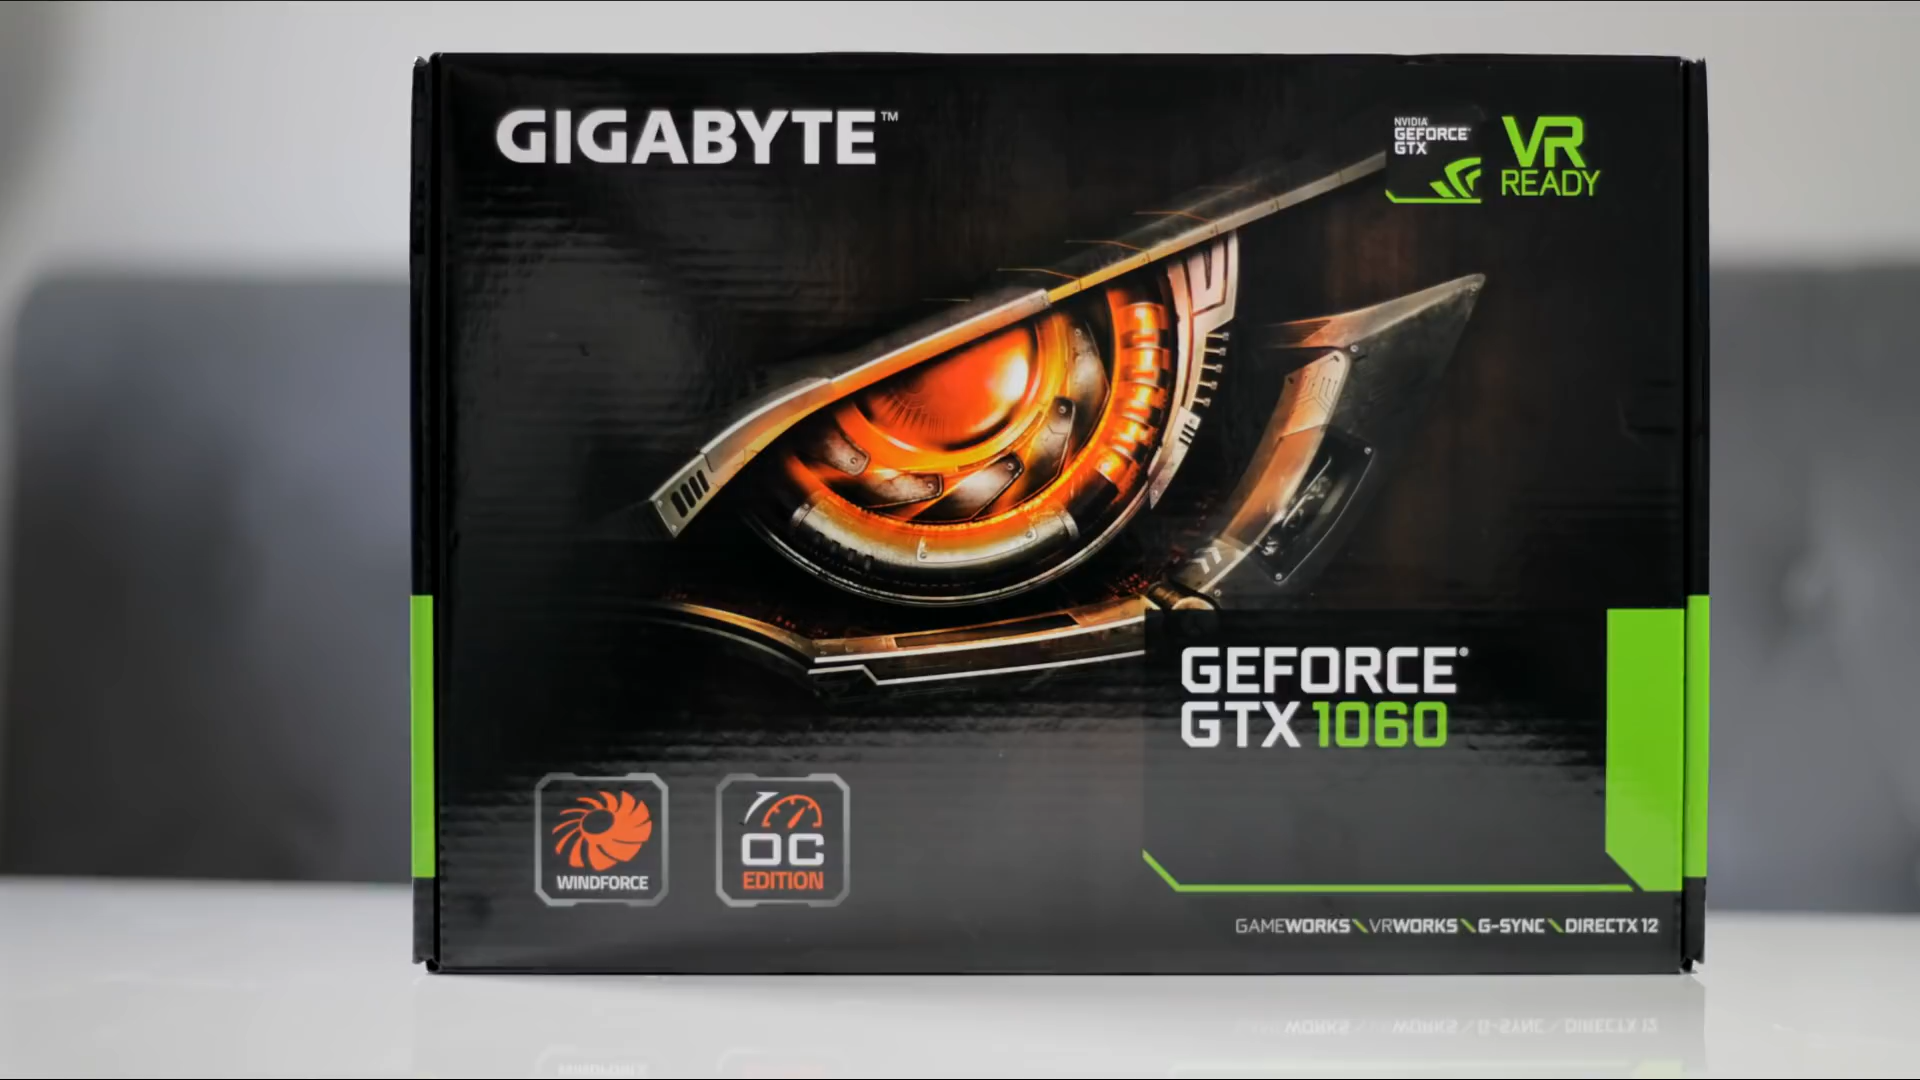 GIGABYTE™
NVIDIA
GEFORCE
GTX
VR
READY
GEFORCE®
GTX 1060
WINDFORCE
OC
EDITION
GAMEWORKS \ VRWORKS \ G-SYNC \ DIRECTX 12